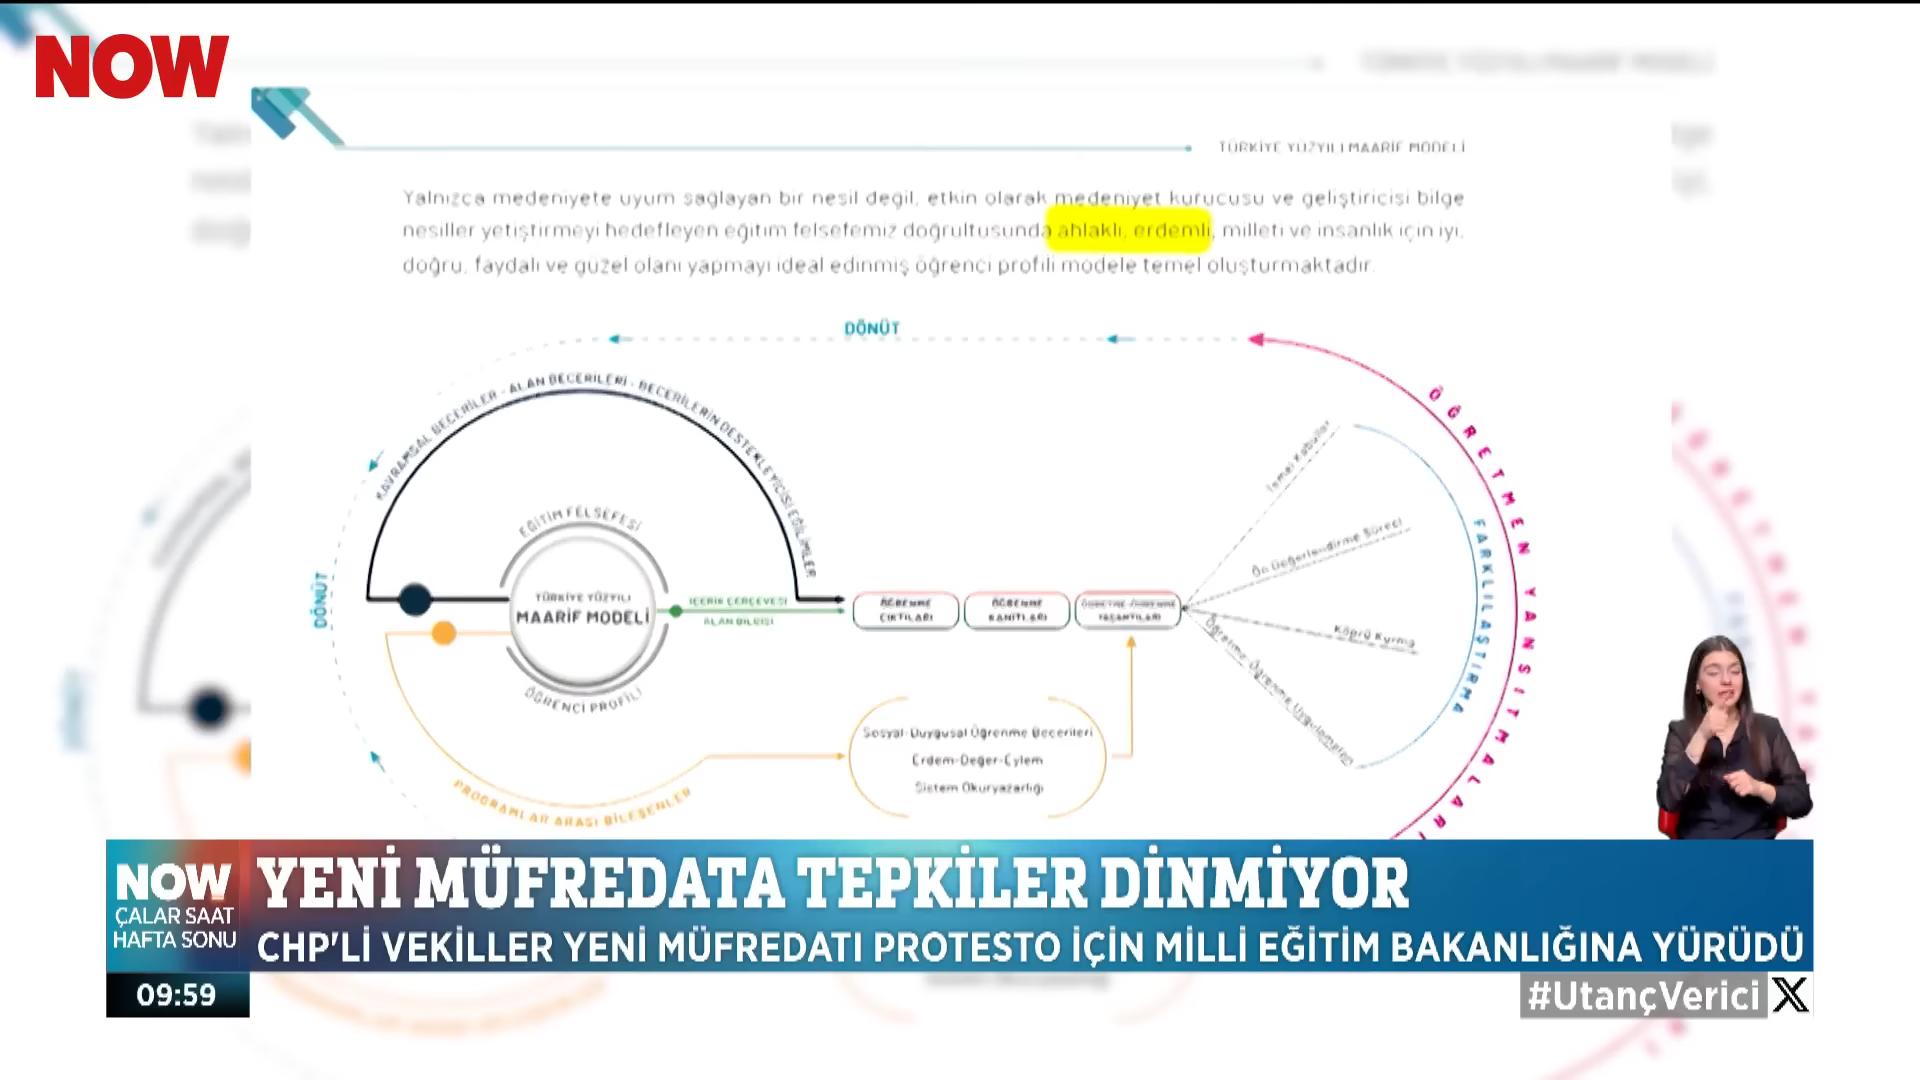 NOW
TÜRKİYE YÜZYILI MAARİF MODELİ
Yalnızca medeniyete uyum sağlayan bir nesil değil, etkin olarak medeniyet kurucusu ve geliştiricisi bilge
nesiller yetiştirmeyi hedefleyen eğitim felsefemiz doğrultusunda ahlaklı, erdemli, milleti ve insanlık için iyi,
doğru, faydalı ve güzel olanı yapmayı ideal edinmiş öğrenci profili modele temel oluşturmaktadır.
DÖNÜT
KAVRAMSAL BECERİLER - ALAN BECERİLERİ - BECERİLERİN DESTEKLEYİCİSİ EĞİLİMLER
ÖĞRETMEN YANSITMALARI
FARKLILAŞTIRMA
DÖNÜT
EĞİTİM FELSEFESİ
TÜRKİYE YÜZYILI
MAARİF MODELİ
ÖĞRENCİ PROFİLİ
İÇERİK ÇERÇEVESİ
ALAN BİLGİSİ
ÖĞRENME
ÇIKTILARI
ÖĞRENME
KANITLARI
ÖĞRETME-ÖĞRENME
YAŞANTILARI
Temel Kabuller
Ön Değerlendirme Süreci
Köprü Kurma
Öğretme-Öğrenme Uygulamaları
Sosyal-Duygusal Öğrenme Becerileri
Erdem-Değer-Eylem
Sistem Okuryazarlığı
PROGRAMLAR ARASI BİLEŞENLER
NOW
ÇALAR SAAT
HAFTA SONU
YENİ MÜFREDATA TEPKİLER DİNMİYOR
CHP'Lİ VEKİLLER YENİ MÜFREDATI PROTESTO İÇİN MİLLİ EĞİTİM BAKANLIĞINA YÜRÜDÜ
09:59
#UtançVerici X